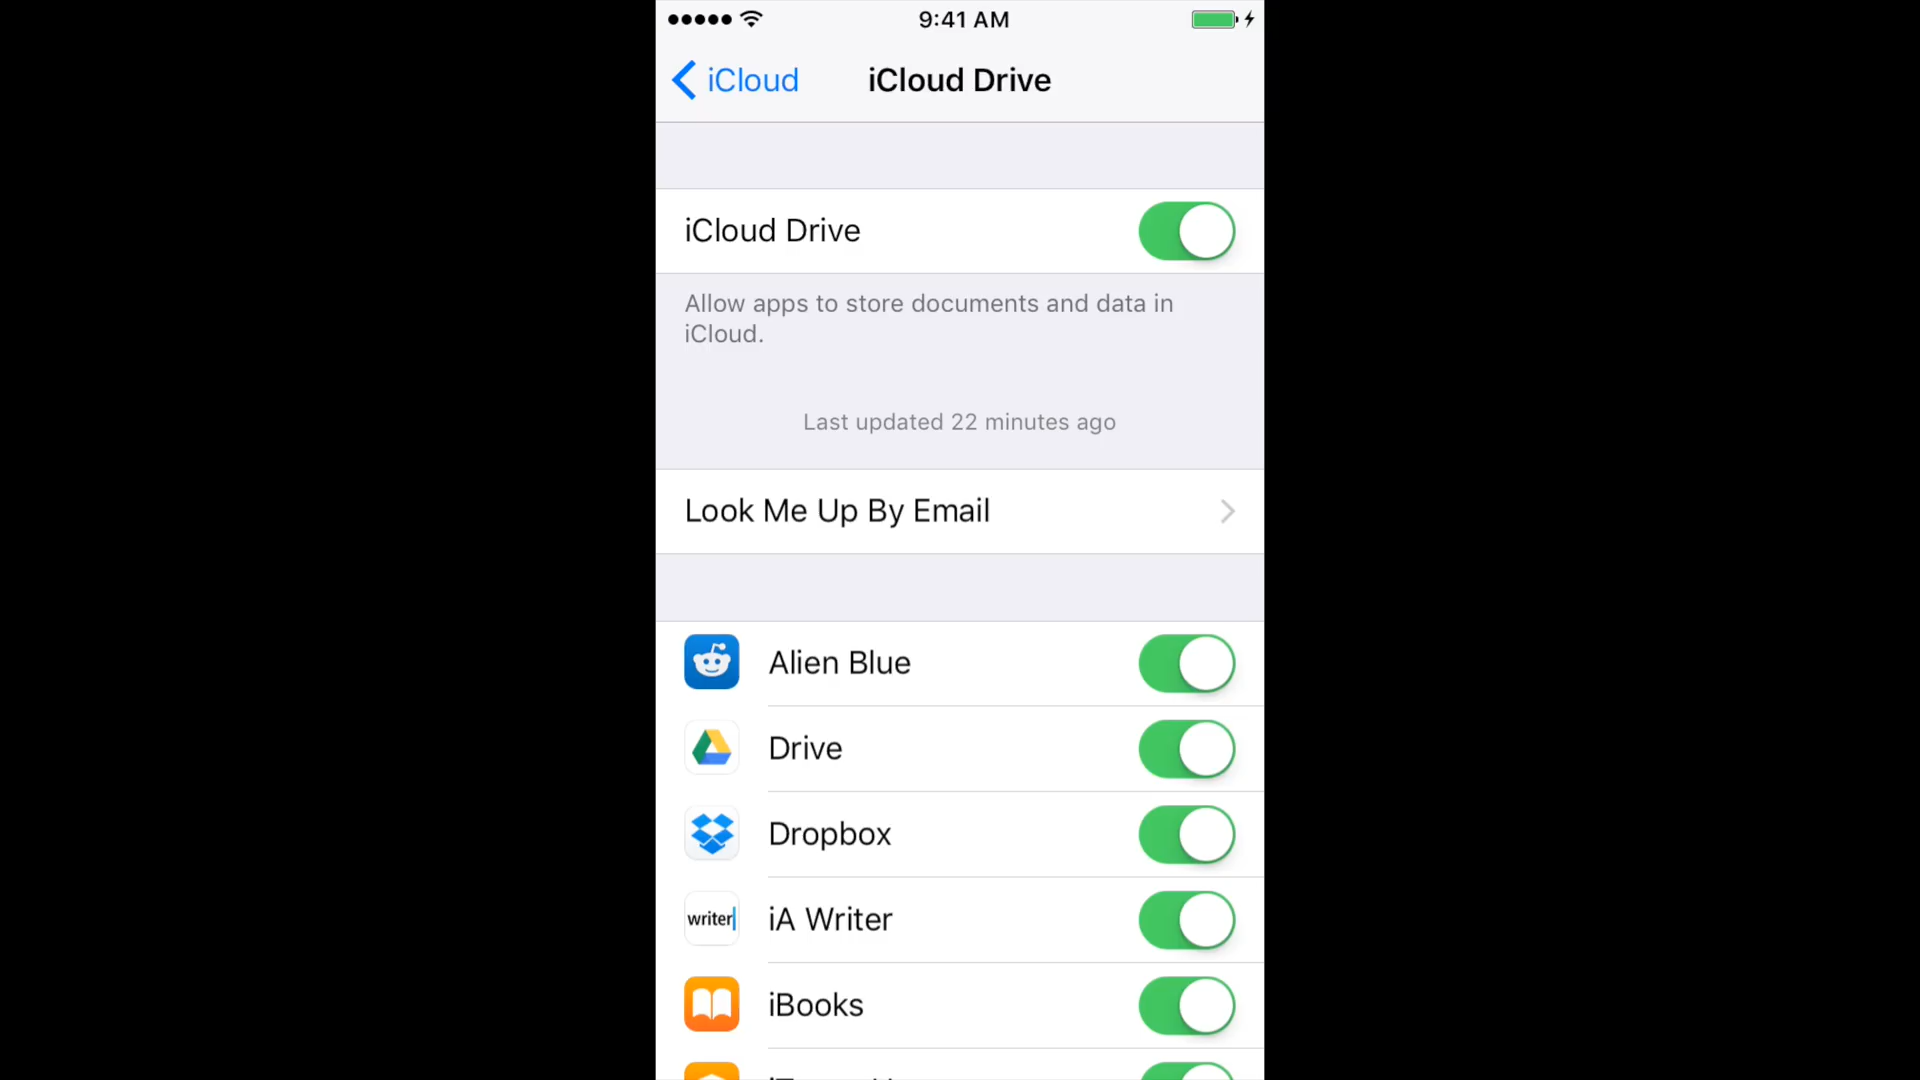 9:41 AM
iCloud
iCloud Drive
iCloud Drive
Allow apps to store documents and data in
iCloud.
Last updated 22 minutes ago
Look Me Up By Email
Alien Blue
Drive
Dropbox
writer
iA Writer
iBooks